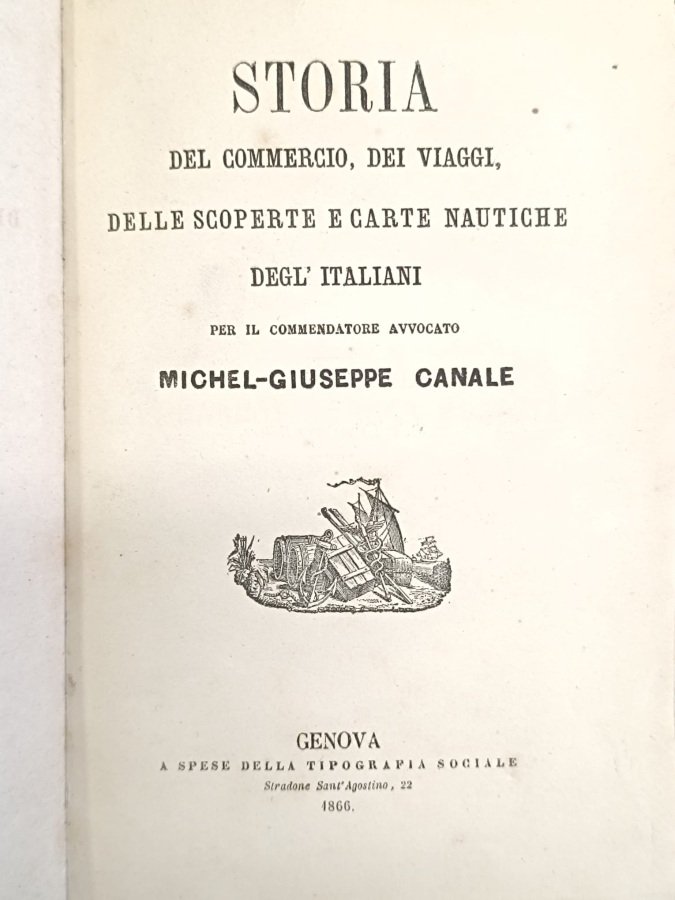 STORIA
DEL COMMERCIO, DEI VIAGGI,
DELLE SCOPERTE E CARTE NAUTICHE
DEGL' ITALIANI
PER IL COMMENDATORE AVVOCATO
MICHEL-GIUSEPPE CANALE
GENOVA
A SPESE DELLA TIPOGRAFIA SOCIALE
Stradone Sant'Agostino, 22
1866.